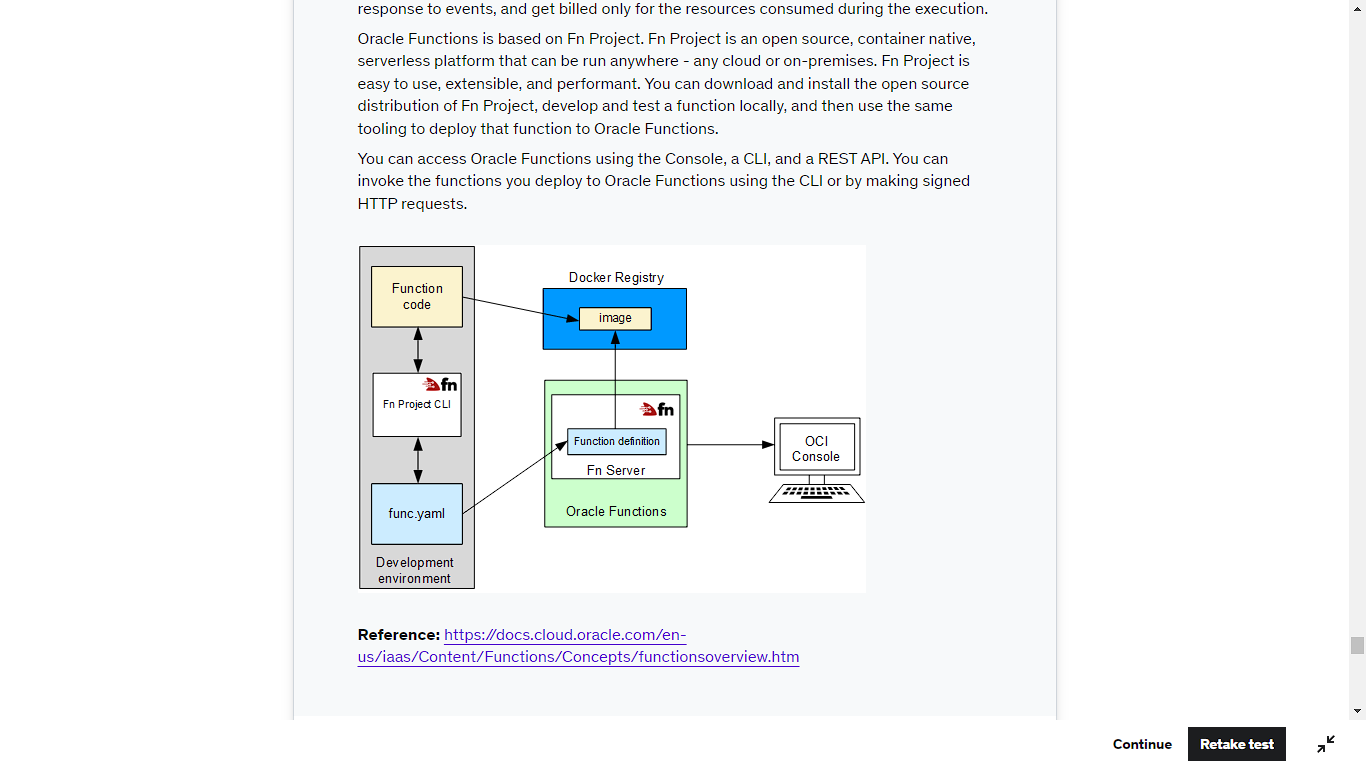 response to events, and get billed only for the resources consumed during the execution.
Oracle Functions is based on Fn Project. Fn Project is an open source, container native,
serverless platform that can be run anywhere - any cloud or on-premises. Fn Project is
easy to use, extensible, and performant. You can download and install the open source
distribution of Fn Project, develop and test a function locally, and then use the same
tooling to deploy that function to Oracle Functions.
You can access Oracle Functions using the Console, a CLI, and a REST API. You can
invoke the functions you deploy to Oracle Functions using the CLI or by making signed
HTTP requests.
Function
code
fn
Fn Project CLI
func.yaml
Development
environment
Docker Registry
image
fn
Function definition
Fn Server
Oracle Functions
OCI
Console
Reference: https://docs.cloud.oracle.com/en-
us/iaas/Content/Functions/Concepts/functionsoverview.htm
Continue
Retake test